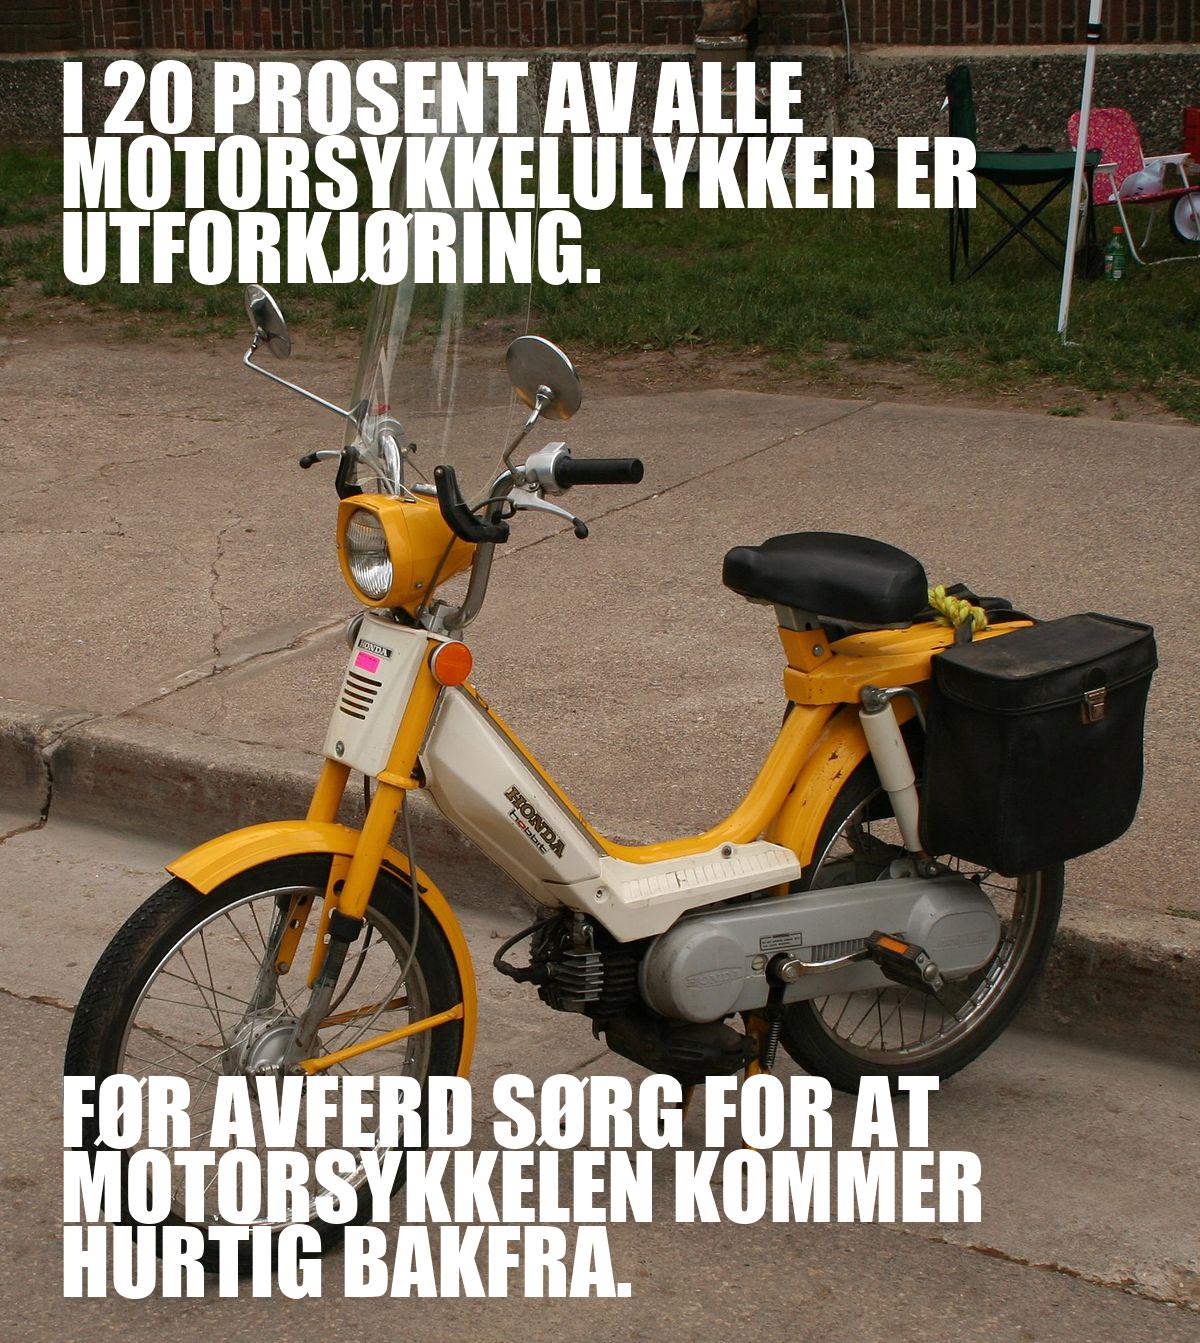 I 20 PROSENT AV ALLE
MOTORSYKKELULYKKER ER
UTFORKJØRING.
HONDA
HONDA
hobbit
HONDA
FØR AVFERD SØRG FOR AT
MOTORSYKKELEN KOMMER
HURTIG BAKFRA.